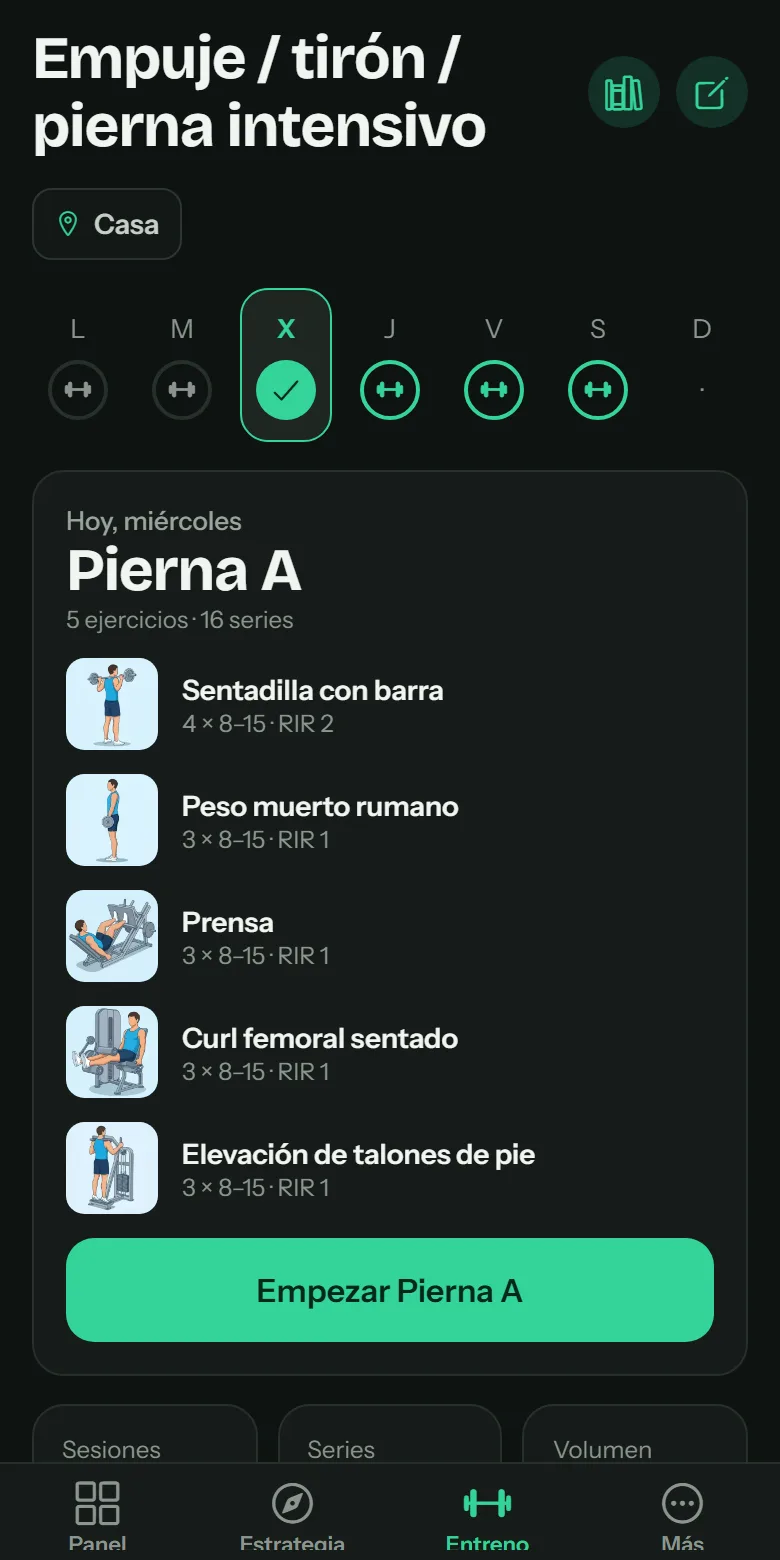 Empuje / tirón /
pierna intensivo
Casa
L M X J V S D
Hoy, miércoles
Pierna A
5 ejercicios · 16 series
Sentadilla con barra
4 × 8–15 · RIR 2
Peso muerto rumano
3 × 8–15 · RIR 1
Prensa
3 × 8–15 · RIR 1
Curl femoral sentado
3 × 8–15 · RIR 1
Elevación de talones de pie
3 × 8–15 · RIR 1
Empezar Pierna A
Sesiones Series Volumen
Panel Estrategia Entreno Más